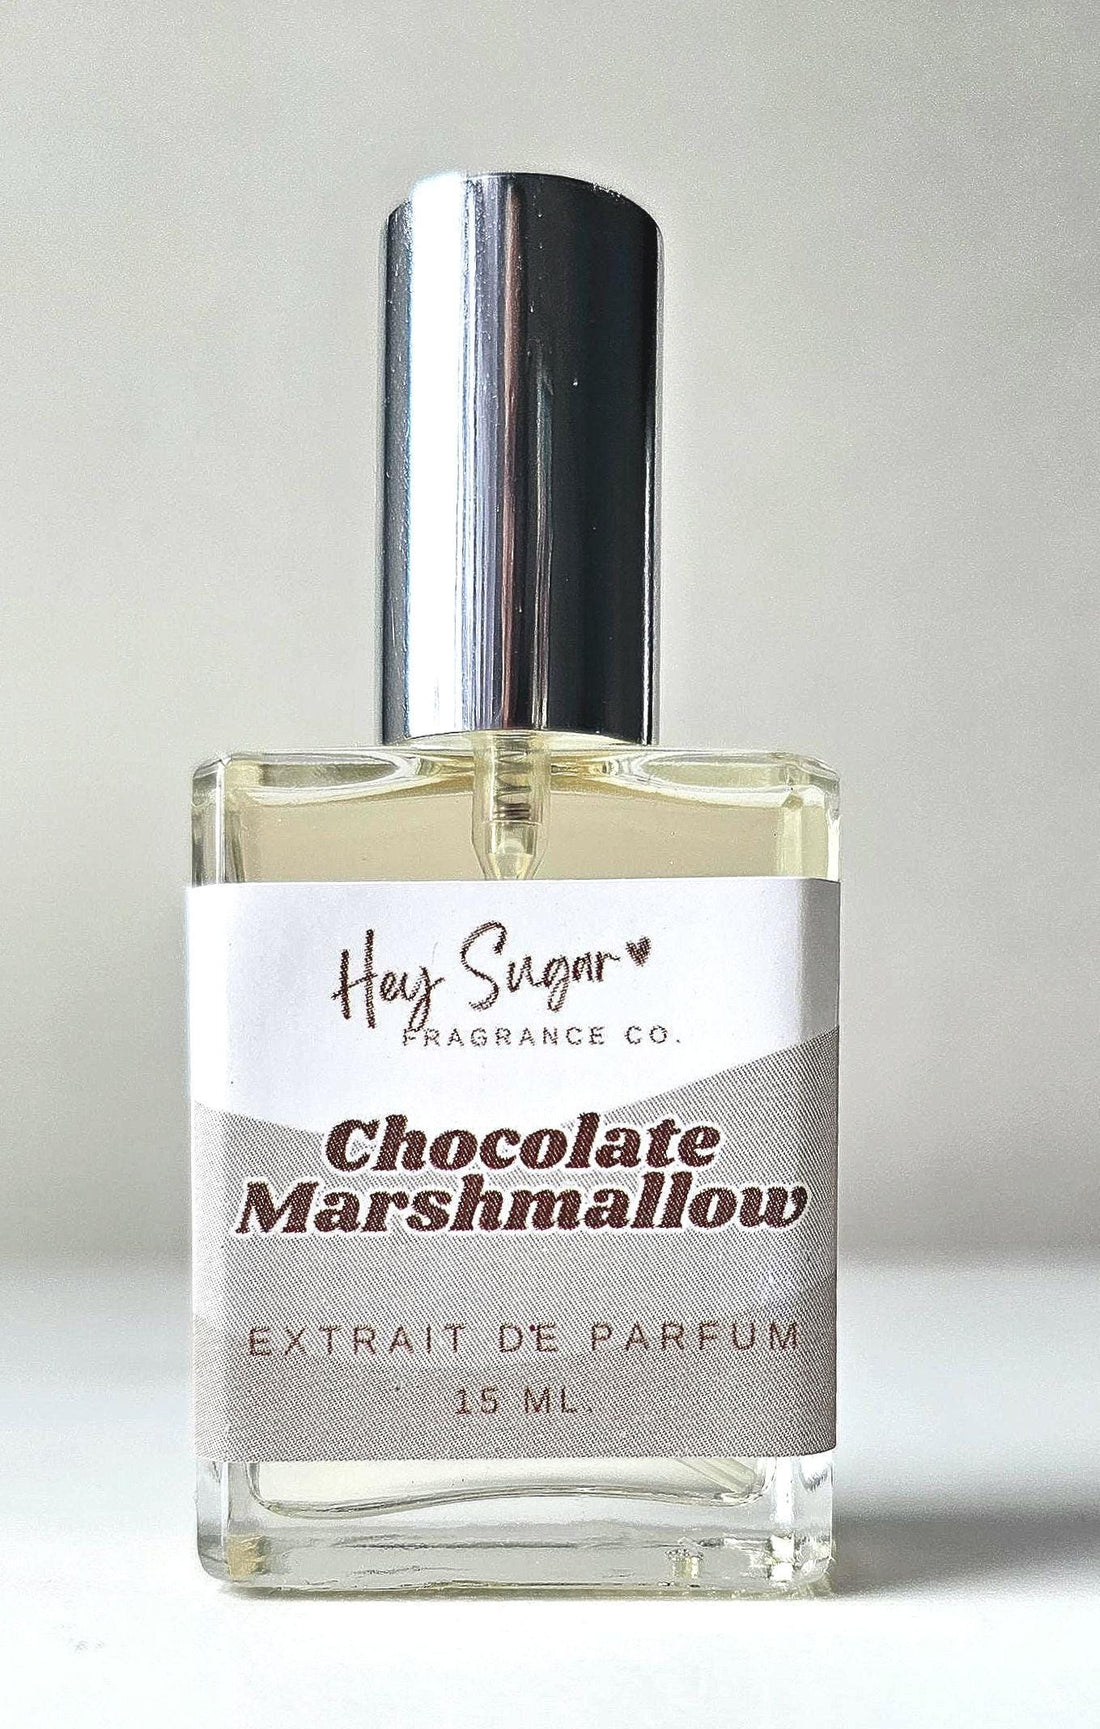 Hey Sugar♥
FRAGRANCE CO.
Chocolate
Marshmallow
EXTRAIT DE PARFUM
15 ML.